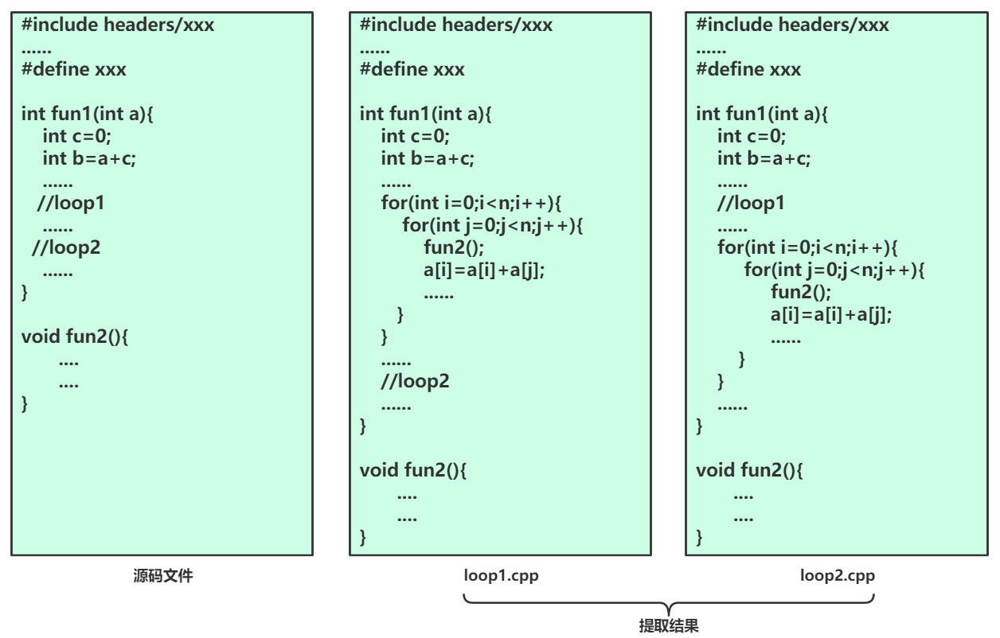 #include headers/xxx
......
#define xxx
int fun1(int a){
int c=0;
int b=a+c;
......
//loop1
......
//loop2
......
}
void fun2(){
....
....
}
源码文件
#include headers/xxx
......
#define xxx
int fun1(int a){
int c=0;
int b=a+c;
......
for(int i=0;i<n;i++){
for(int j=0;j<n;j++){
fun2();
a[i]=a[i]+a[j];
......
}
}
......
//loop2
......
}
void fun2(){
....
....
}
loop1.cpp
#include headers/xxx
......
#define xxx
int fun1(int a){
int c=0;
int b=a+c;
......
//loop1
......
for(int i=0;i<n;i++){
for(int j=0;j<n;j++){
fun2();
a[i]=a[i]+a[j];
......
}
}
......
}
void fun2(){
....
....
}
loop2.cpp
提取结果